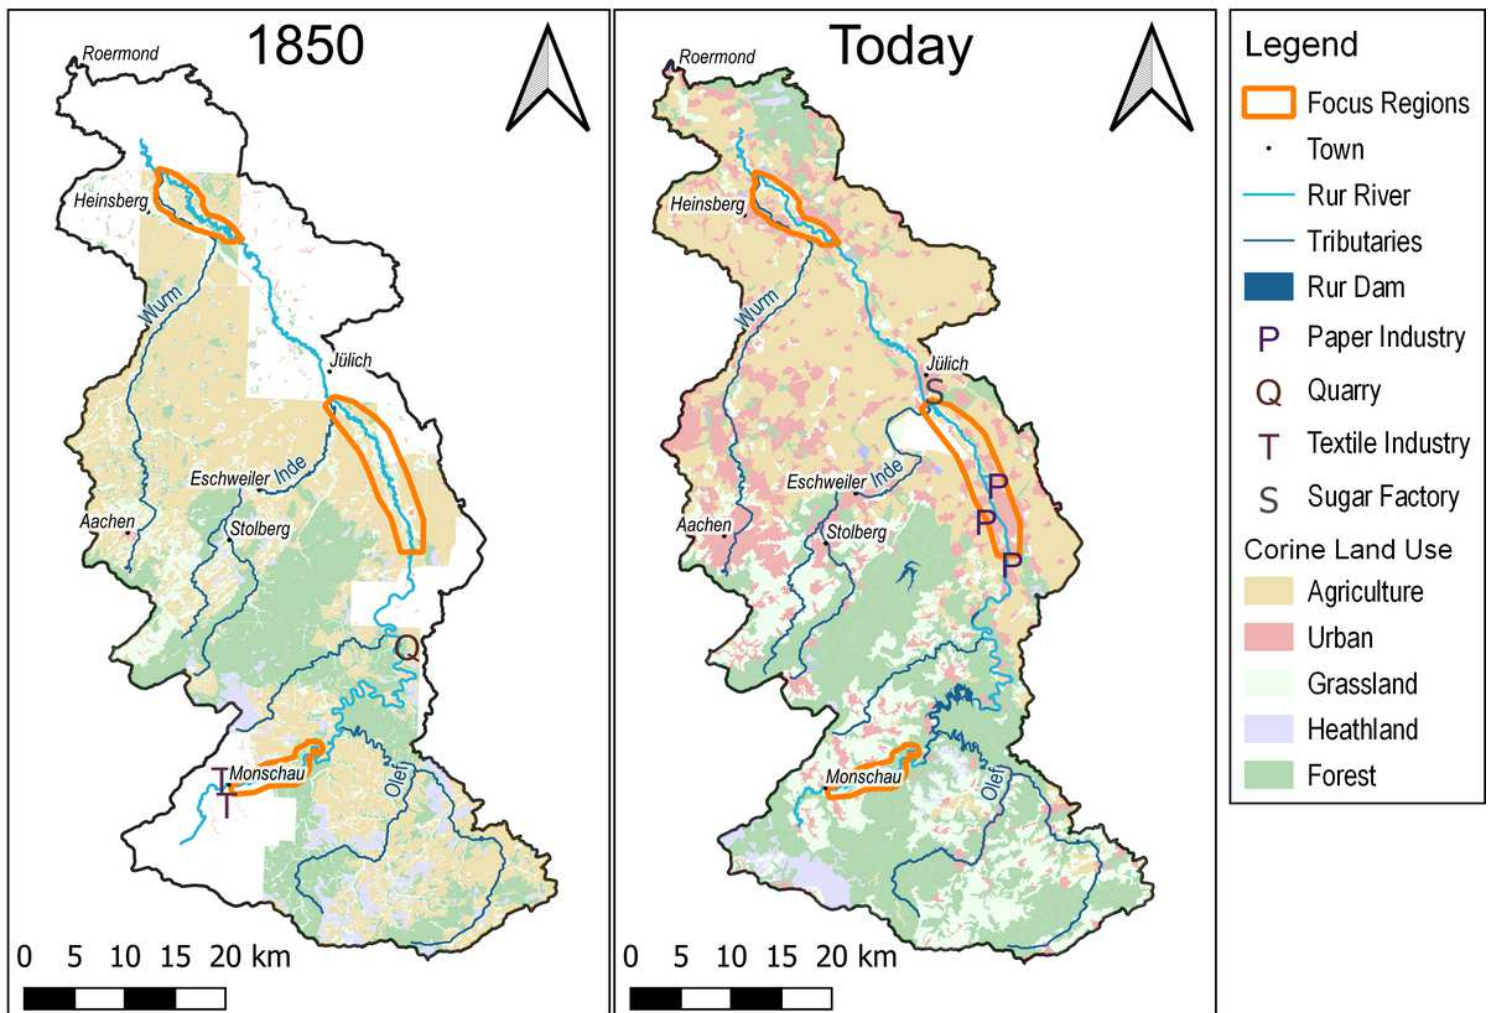 1850
Roermond
Heinsberg
Wurm
Jülich
Eschweiler
Inde
Aachen
Stolberg
Q
T
Monschau
T
Olef
0 5 10 15 20 km
Today
Roermond
Heinsberg
Wurm
Jülich
S
Eschweiler
Inde
P
Aachen
Stolberg
P
P
Monschau
Olef
0 5 10 15 20 km
Legend
Focus Regions
Town
Rur River
Tributaries
Rur Dam
P Paper Industry
Q Quarry
T Textile Industry
S Sugar Factory
Corine Land Use
Agriculture
Urban
Grassland
Heathland
Forest